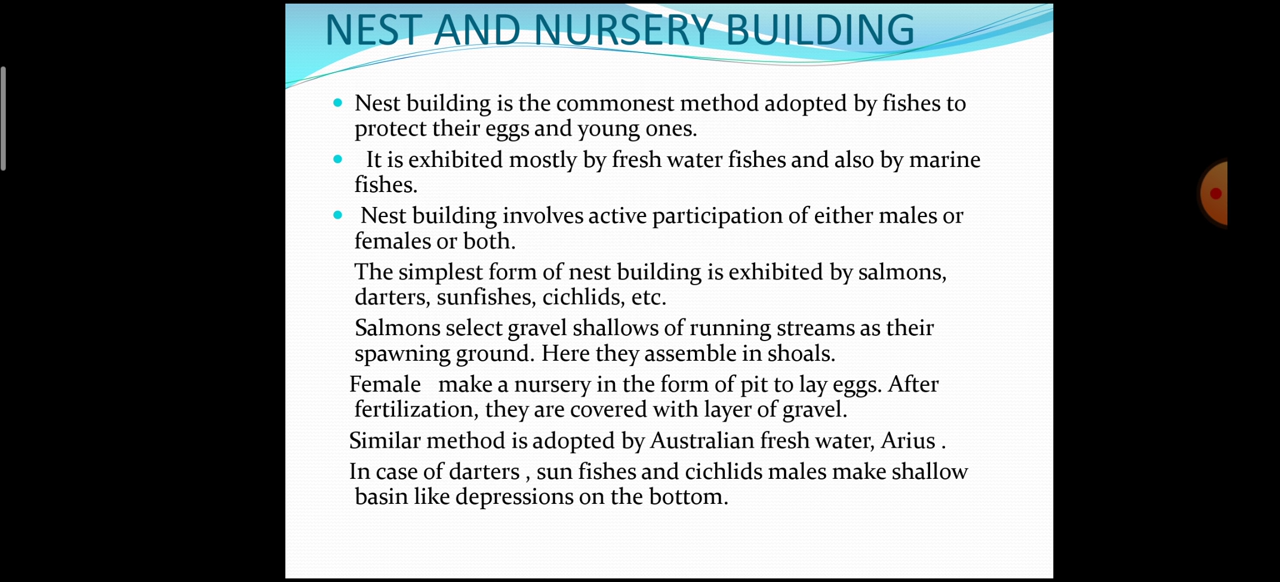 NEST AND NURSERY BUILDING
• Nest building is the commonest method adopted by fishes to
protect their eggs and young ones.
• It is exhibited mostly by fresh water fishes and also by marine
fishes.
• Nest building involves active participation of either males or
females or both.
The simplest form of nest building is exhibited by salmons,
darters, sunfishes, cichlids, etc.
Salmons select gravel shallows of running streams as their
spawning ground. Here they assemble in shoals.
Female make a nursery in the form of pit to lay eggs. After
fertilization, they are covered with layer of gravel.
Similar method is adopted by Australian fresh water, Arius .
In case of darters , sun fishes and cichlids males make shallow
basin like depressions on the bottom.